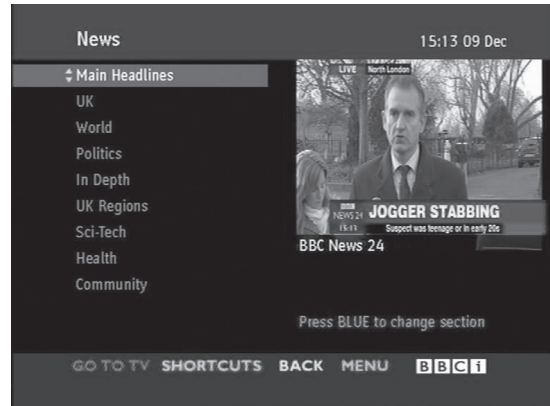 News
15:13 09 Dec
Main Headlines
UK
World
Politics
In Depth
UK Regions
Sci-Tech
Health
Community
LIVE North London
BBC
NEWS 24
15:13
JOGGER STABBING
Suspect was teenage or in early 20s
BBC News 24
Press BLUE to change section
GO TO TV SHORTCUTS BACK MENU BBCi